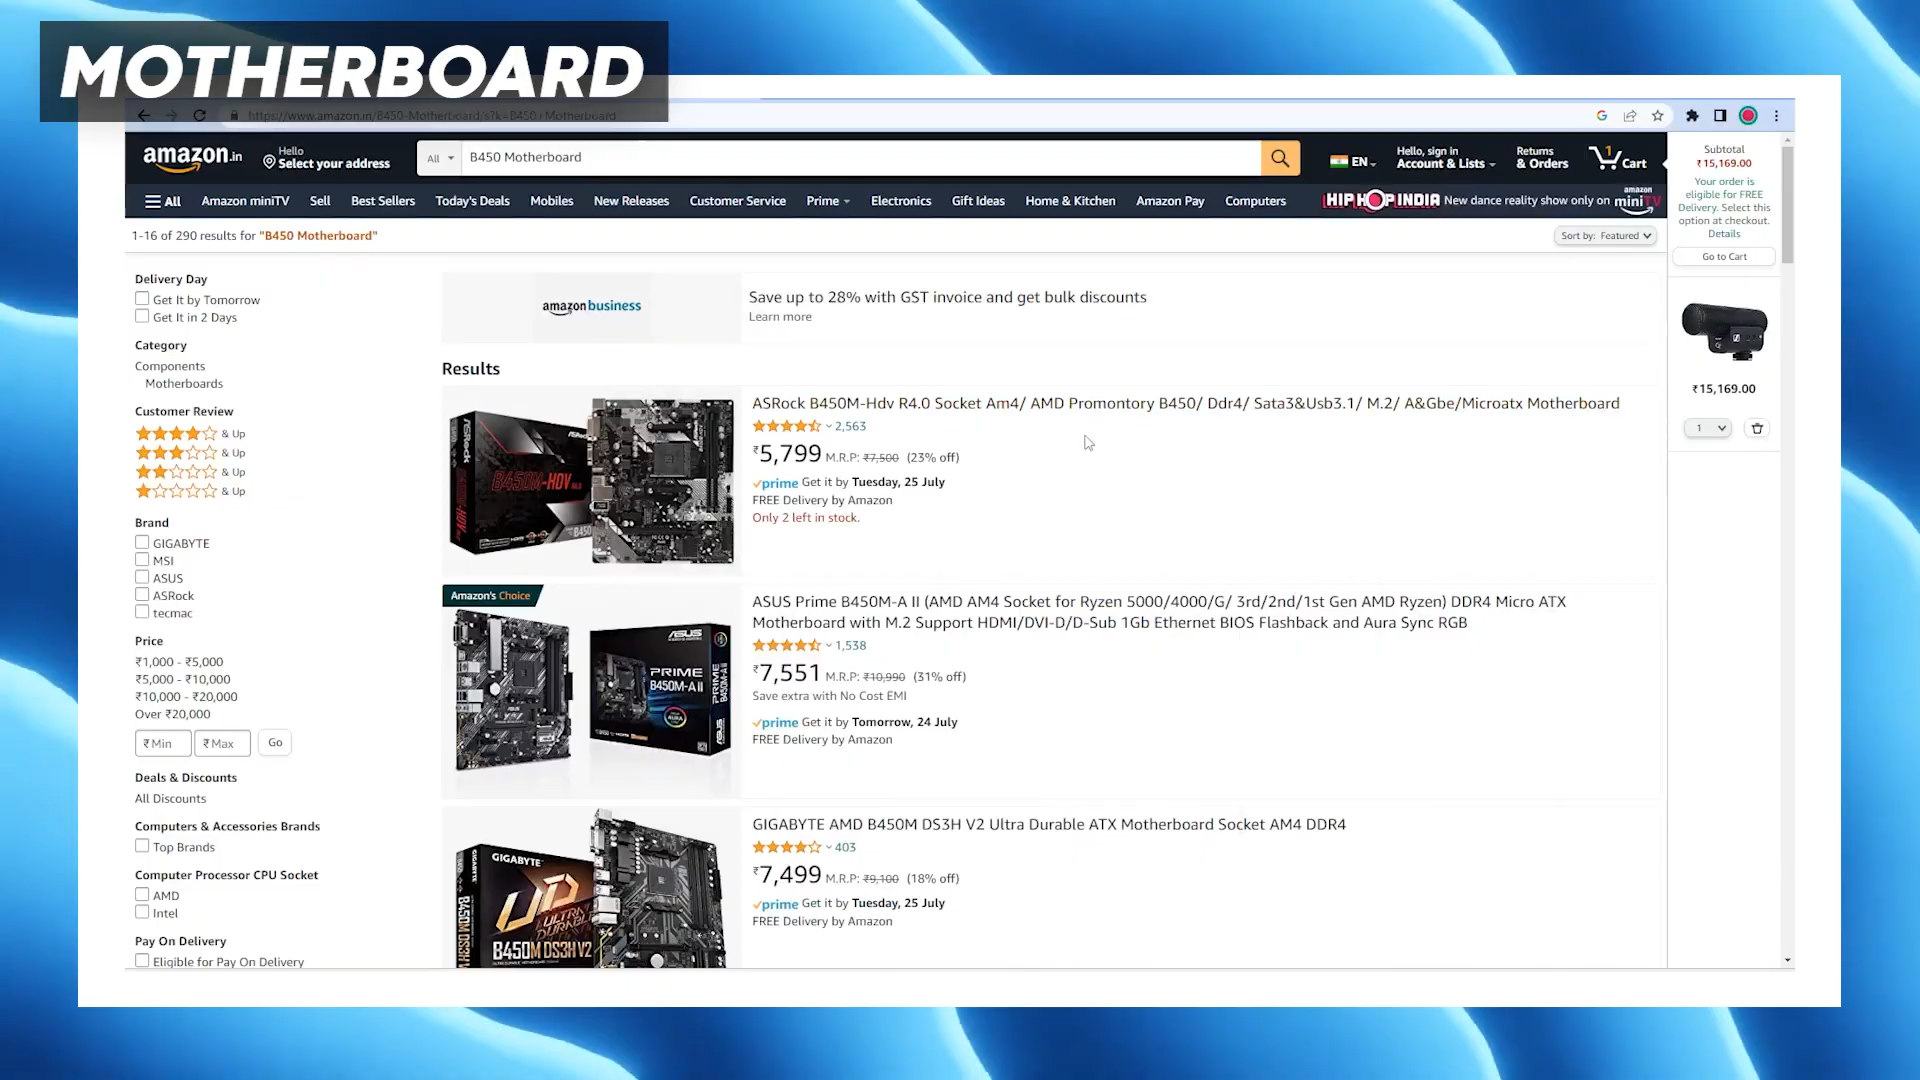 MOTHERBOARD
https://www.amazon.in/B450-Motherboard/s?k=B450+Motherboard
amazon.in
Hello
Select your address
All
B450 Motherboard
EN
Hello, sign in
Account & Lists
Returns
& Orders
1
Cart
All
Amazon miniTV
Sell
Best Sellers
Today's Deals
Mobiles
New Releases
Customer Service
Prime
Electronics
Gift Ideas
Home & Kitchen
Amazon Pay
Computers
HIP HOP INDIA New dance reality show only on amazon miniTV
Subtotal
₹15,169.00
Your order is
eligible for FREE
Delivery. Select this
option at checkout.
Details
Go to Cart
₹15,169.00
1
1-16 of 290 results for "B450 Motherboard"
Sort by: Featured
Delivery Day
Get It by Tomorrow
Get It in 2 Days
Category
Components
Motherboards
Customer Review
& Up
& Up
& Up
& Up
Brand
GIGABYTE
MSI
ASUS
ASRock
tecmac
Price
₹1,000 - ₹5,000
₹5,000 - ₹10,000
₹10,000 - ₹20,000
Over ₹20,000
₹ Min
₹ Max
Go
Deals & Discounts
All Discounts
Computers & Accessories Brands
Top Brands
Computer Processor CPU Socket
AMD
Intel
Pay On Delivery
Eligible for Pay On Delivery
amazon business
Save up to 28% with GST invoice and get bulk discounts
Learn more
Results
ASRock
B450M-HDV
ASRock B450M-Hdv R4.0 Socket Am4/ AMD Promontory B450/ Ddr4/ Sata3&Usb3.1/ M.2/ A&Gbe/Microatx Motherboard
2,563
₹5,799 M.R.P: ₹7,500 (23% off)
prime Get it by Tuesday, 25 July
FREE Delivery by Amazon
Only 2 left in stock.
Amazon's Choice
ASUS
PRIME
B450M-A II
ASUS Prime B450M-A II (AMD AM4 Socket for Ryzen 5000/4000/G/ 3rd/2nd/1st Gen AMD Ryzen) DDR4 Micro ATX
Motherboard with M.2 Support HDMI/DVI-D/D-Sub 1Gb Ethernet BIOS Flashback and Aura Sync RGB
1,538
₹7,551 M.R.P: ₹10,990 (31% off)
Save extra with No Cost EMI
prime Get it by Tomorrow, 24 July
FREE Delivery by Amazon
GIGABYTE
UD
ULTRA
DURABLE
B450M DS3H V2
GIGABYTE AMD B450M DS3H V2 Ultra Durable ATX Motherboard Socket AM4 DDR4
403
₹7,499 M.R.P: ₹9,100 (18% off)
prime Get it by Tuesday, 25 July
FREE Delivery by Amazon